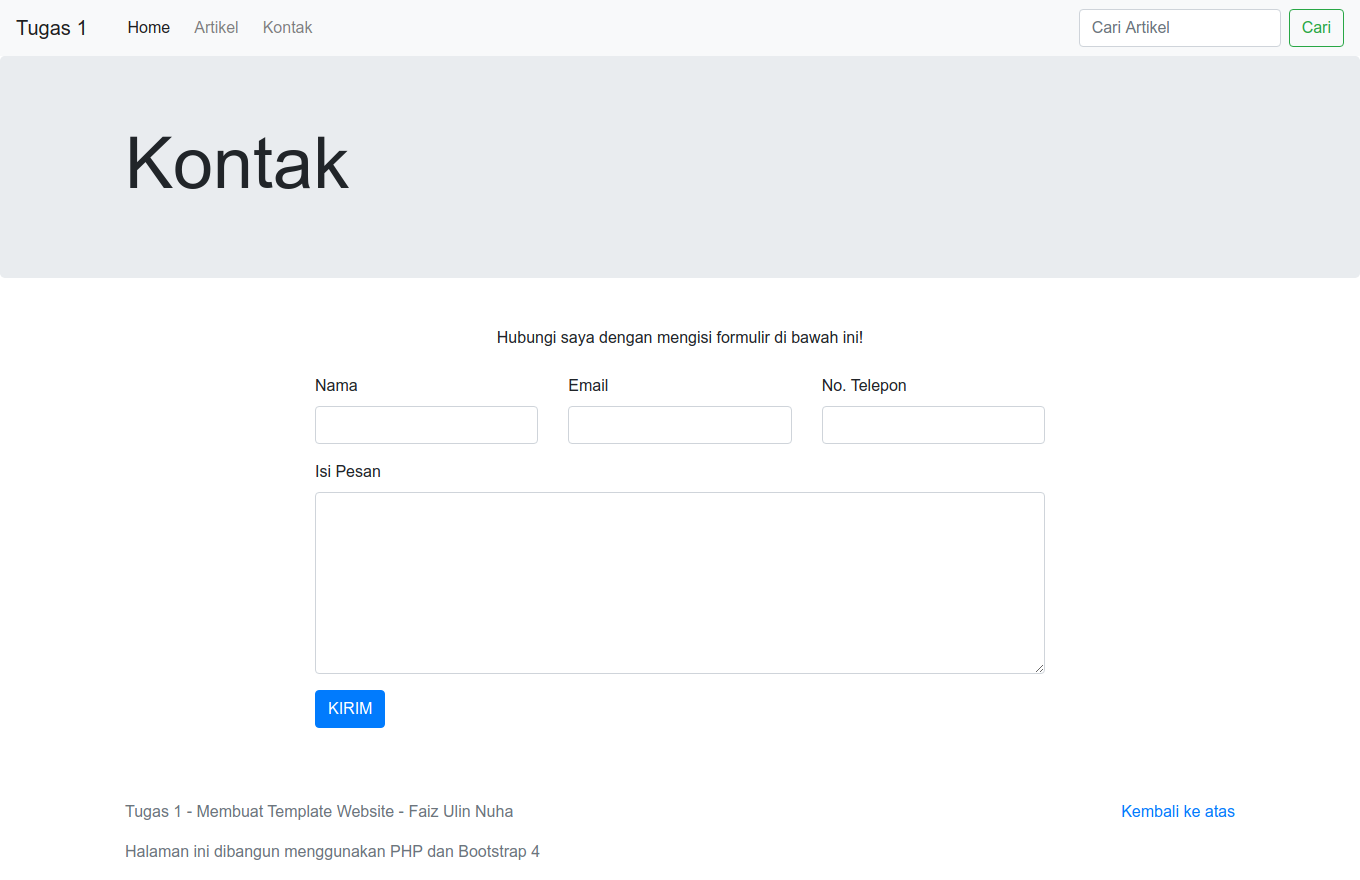 Tugas 1 Home Artikel Kontak Cari Artikel Cari
Kontak
Hubungi saya dengan mengisi formulir di bawah ini!
Nama Email No. Telepon
Isi Pesan
KIRIM
Tugas 1 - Membuat Template Website - Faiz Ulin Nuha Kembali ke atas
Halaman ini dibangun menggunakan PHP dan Bootstrap 4